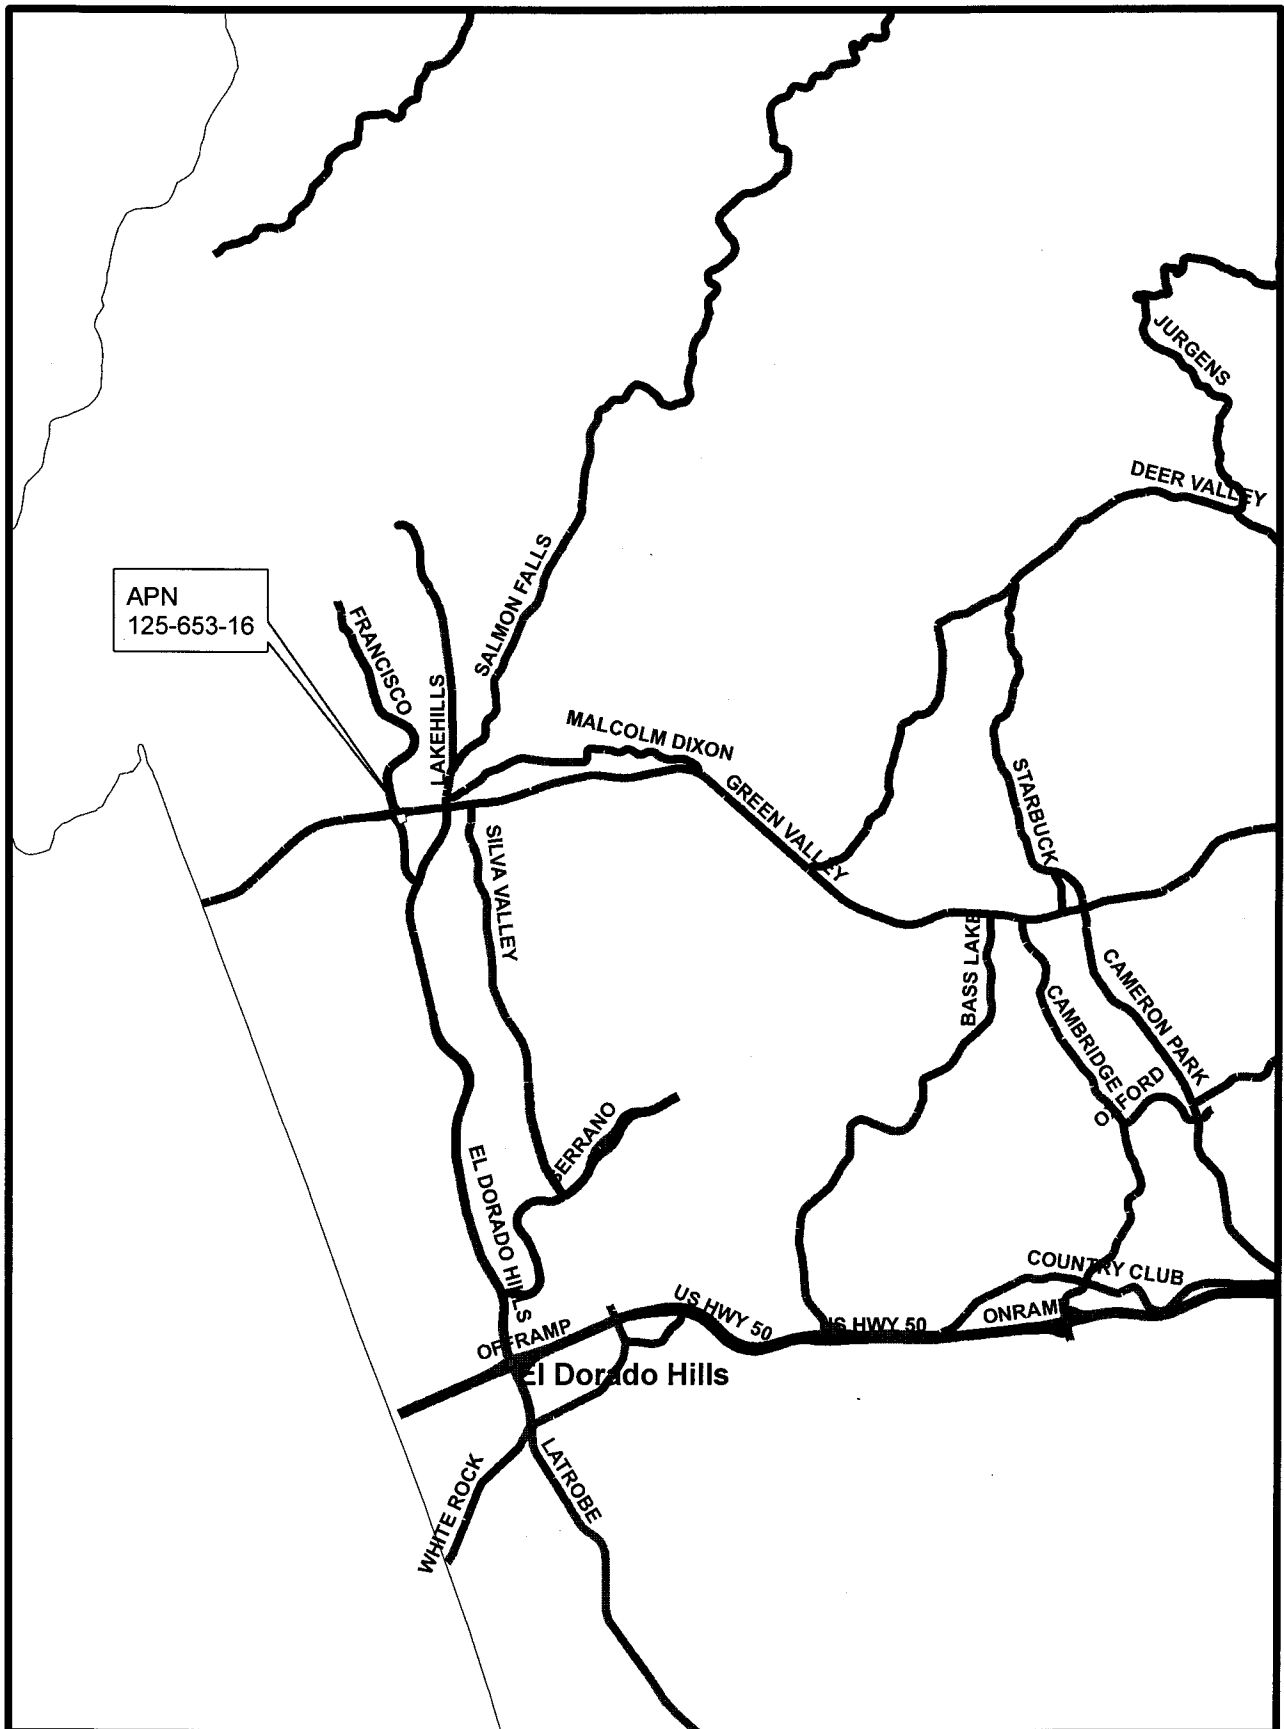 JURGENS
DEER VALLEY
APN
125-653-16
FRANCISCO
LAKEHILLS
SALMON FALLS
MALCOLM DIXON
GREEN VALLEY
STARBUCK
SILVA VALLEY
BASS LAKE
CAMERON PARK
CAMBRIDGE
SERRANO
EL DORADO HILLS
COUNTRY CLUB
US HWY 50
US HWY 50
OFFRAMP
El Dorado Hills
WHITE ROCK
LATROBE